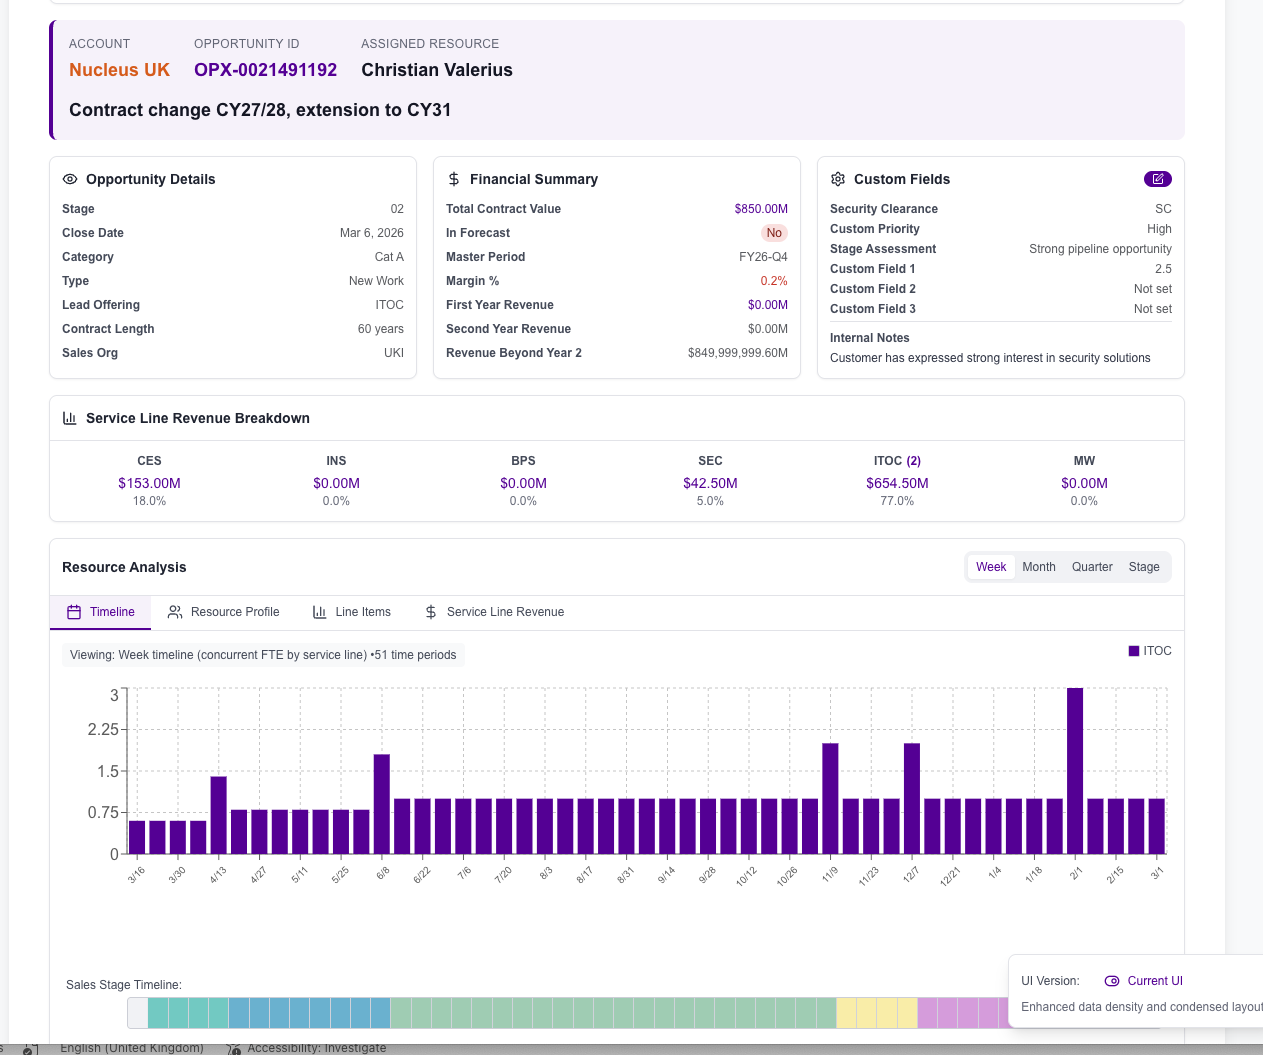 ACCOUNT OPPORTUNITY ID ASSIGNED RESOURCE
Nucleus UK OPX-0021491192 Christian Valerius
Contract change CY27/28, extension to CY31
Opportunity Details
Stage 02
Close Date Mar 6, 2026
Category Cat A
Type New Work
Lead Offering ITOC
Contract Length 60 years
Sales Org UKI
Financial Summary
Total Contract Value $850.00M
In Forecast No
Master Period FY26-Q4
Margin % 0.2%
First Year Revenue $0.00M
Second Year Revenue $0.00M
Revenue Beyond Year 2 $849,999,999.60M
Custom Fields
Security Clearance SC
Custom Priority High
Stage Assessment Strong pipeline opportunity
Custom Field 1 2.5
Custom Field 2 Not set
Custom Field 3 Not set
Internal Notes
Customer has expressed strong interest in security solutions
Service Line Revenue Breakdown
CES INS BPS SEC ITOC (2) MW
$153.00M $0.00M $0.00M $42.50M $654.50M $0.00M
18.0% 0.0% 0.0% 5.0% 77.0% 0.0%
Resource Analysis Week Month Quarter Stage
Timeline Resource Profile Line Items Service Line Revenue
Viewing: Week timeline (concurrent FTE by service line) •51 time periods
ITOC
3
2.25
1.5
0.75
0
3/16 3/30 4/13 4/27 5/11 5/25 6/8 6/22 7/6 7/20 8/3 8/17 8/31 9/14 9/28 10/12 10/26 11/9 11/23 12/7 12/21 1/4 1/18 2/1 2/15 3/1
Sales Stage Timeline:
UI Version: Current UI
Enhanced data density and condensed layout
English (United Kingdom) Accessibility: Investigate